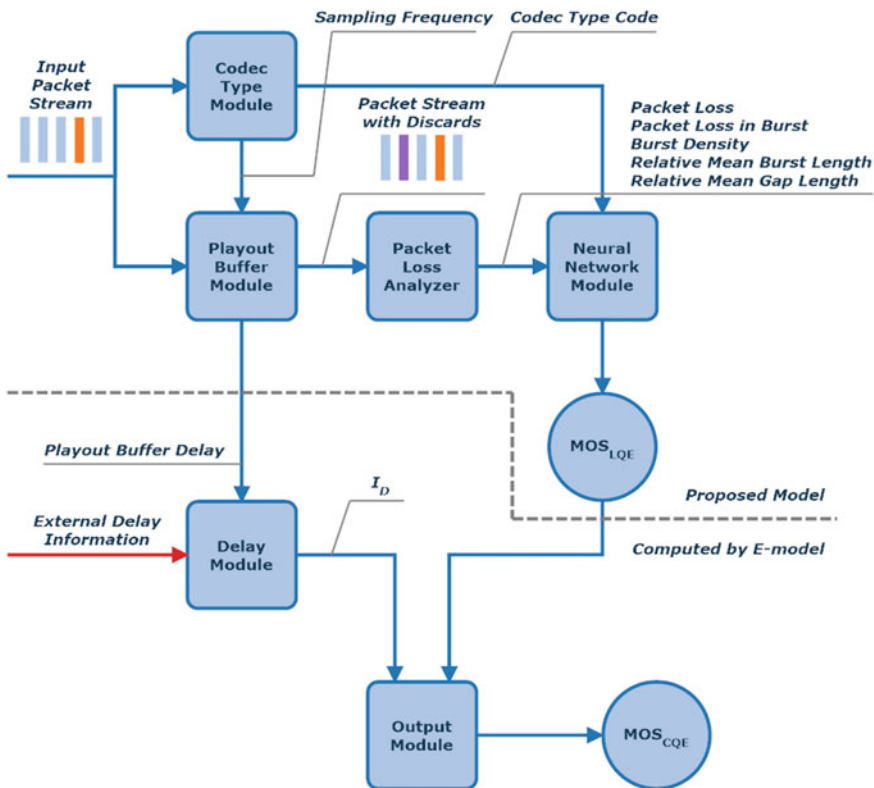 Sampling Frequency
Codec Type Code
Input
Packet
Stream
Codec
Type
Module
Packet Stream
with Discards
Packet Loss
Packet Loss in Burst
Burst Density
Relative Mean Burst Length
Relative Mean Gap Length
Playout
Buffer
Module
Packet
Loss
Analyzer
Neural
Network
Module
MOSLQE
Playout Buffer Delay
ID
Proposed Model
External Delay
Information
Delay
Module
Computed by E-model
Output
Module
MOSCQE